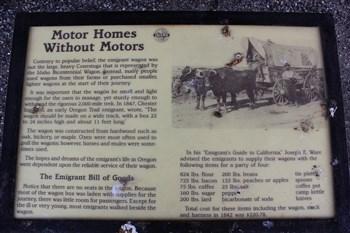 Motor Homes
Without Motors
Contrary to popular belief, the emigrant wagon was
not the large, heavy Conestoga that is represented by
the Idaho Bicentennial Wagon. Instead, many people
used wagons from their farms or purchased smaller,
lighter wagons at the start of their journey.
It was important that the wagon be small and light
enough for the oxen to manage, yet sturdy enough to
the rigorous 2,000-mile trek. In 1847, Chester
an early Oregon Trail emigrant, wrote, "The
wagon should be made on a wide track, with a box 22
to 24 inches high and about 11 feet long."
The wagon was constructed from hardwood such as
oak, hickory, or maple. Oxen were most often used to
pull the wagons; however, horses and mules were some-
times used.
The hopes and dreams of the emigrant's life in Oregon
went dependent upon the reliable service of their wagon.
The Emigrant Bill of Goods
Notice that there are no seats in the wagon. Because
most of the wagon box was laden with supplies for the
journey, there was little room for passengers. Except for
the ill or very young, most emigrants walked beside the
wagon.
In his "Emigrant's Guide to California," Joseph E. Ware
advised the emigrants to supply their wagons with the
following items for a party of four:
824 lbs. flour
725 lbs. bacon
75 lbs. coffee
160 lbs. sugar
200 lbs. lard
200 lbs. beans
135 lbs. peaches or apples
25 lbs. salt
pepper
bicarbonate of soda
tin plates
spoons
coffee pot
camp kettle
knives
Total cost for these items including the wagon, stock
and harness in 1842 was $220.78.